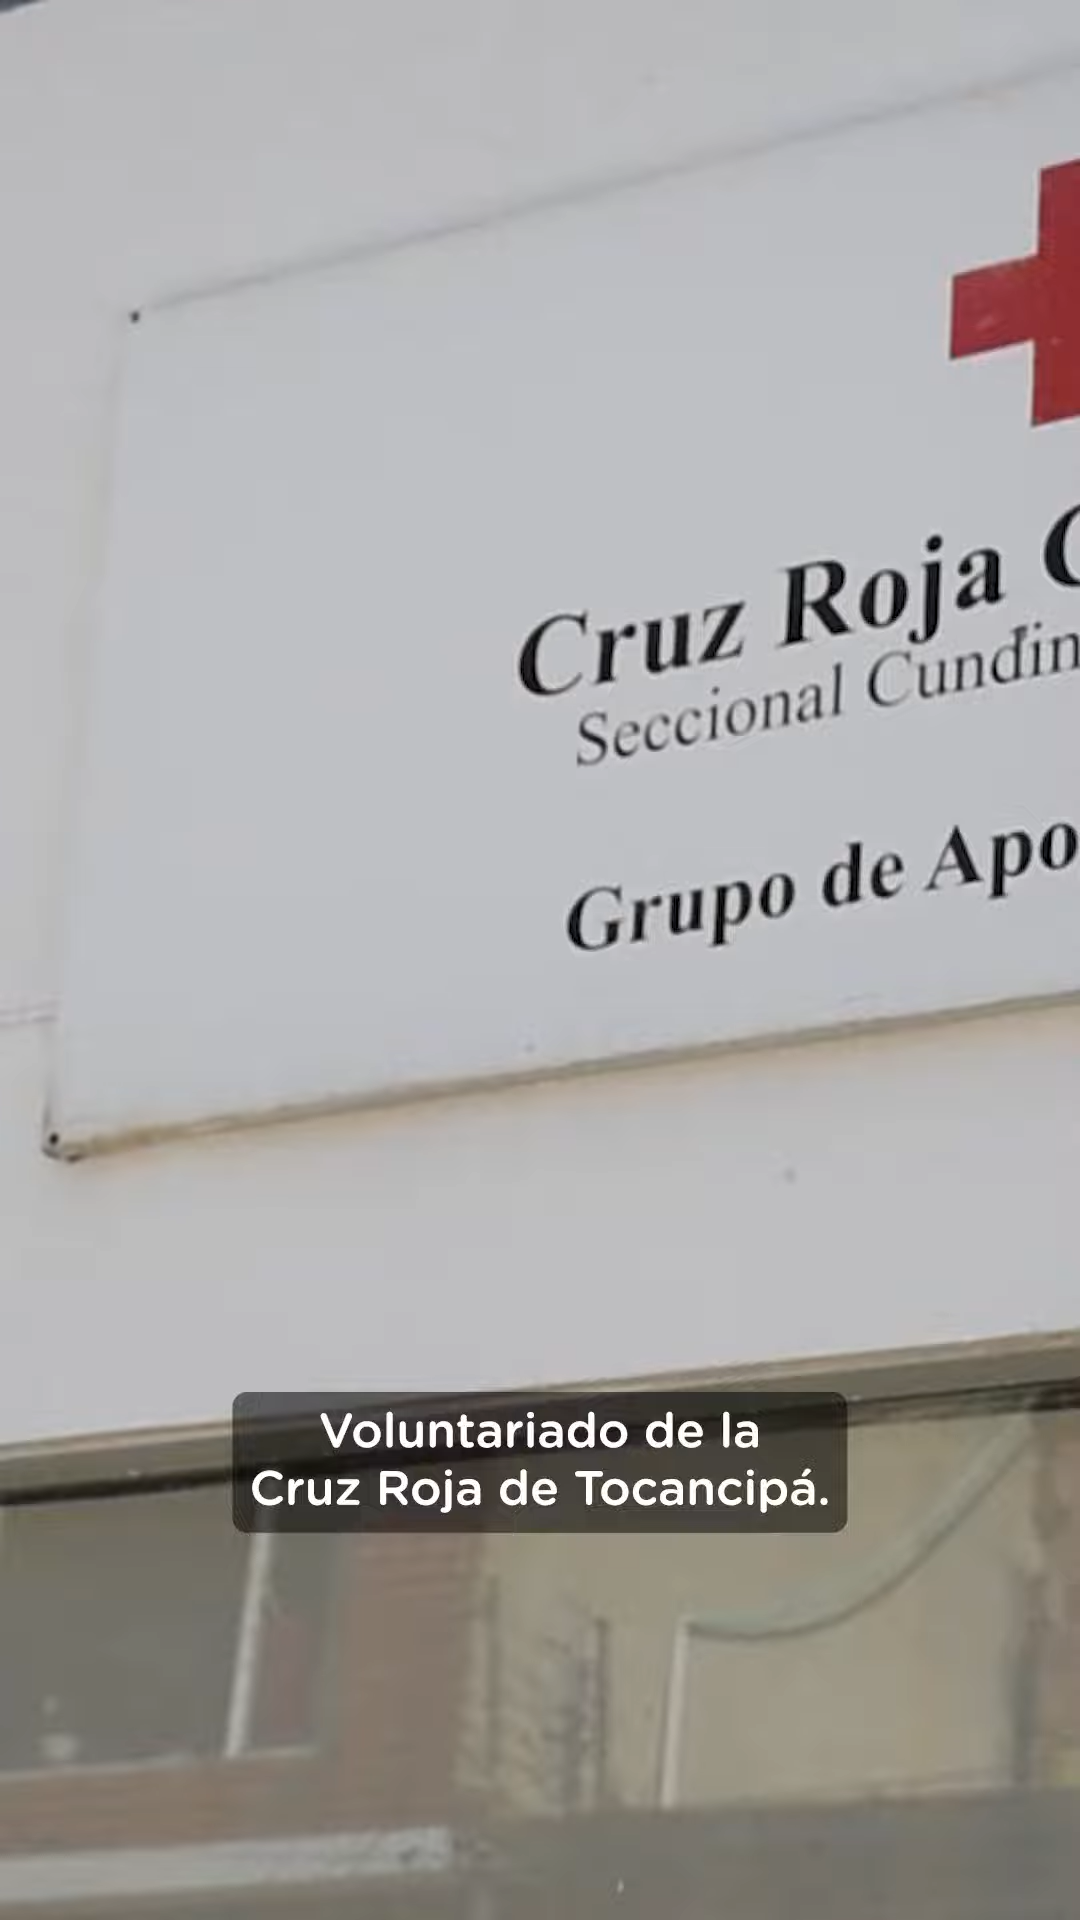 Cruz Roja
Seccional
Grupo de
Voluntariado de la
Cruz Roja de Tocancipá.